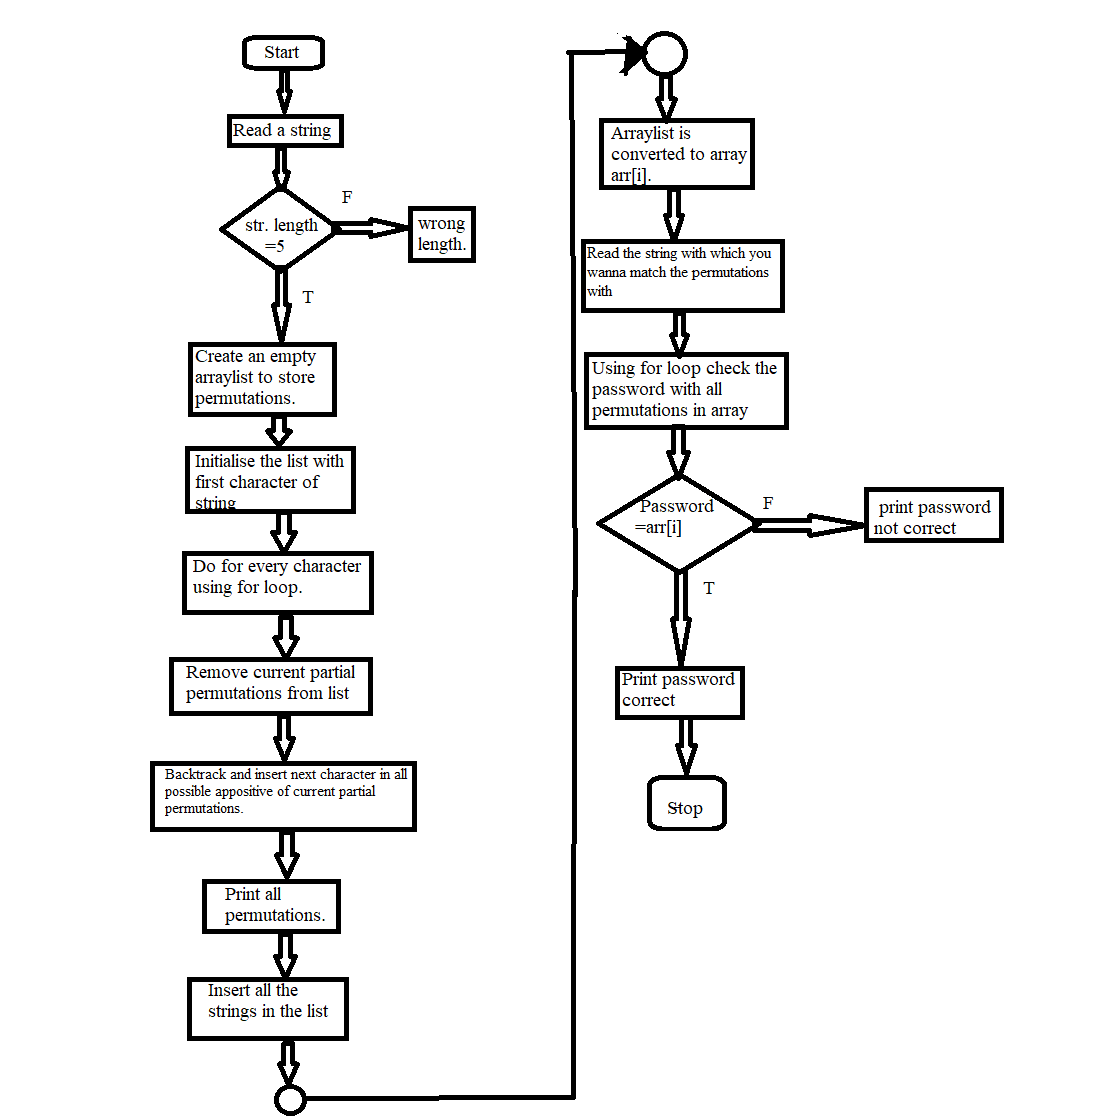 Start
Read a string
str. length
=5
F
wrong
length.
T
Create an empty
arraylist to store
permutations.
Initialise the list with
first character of
string
Do for every character
using for loop.
Remove current partial
permutations from list
Backtrack and insert next character in all
possible appositive of current partial
permutations.
Print all
permutations.
Insert all the
strings in the list
Arraylist is
converted to array
arr[i].
Read the string with which you
wanna match the permutations
with
Using for loop check the
password with all
permutations in array
Password
=arr[i]
F
print password
not correct
T
Print password
correct
Stop